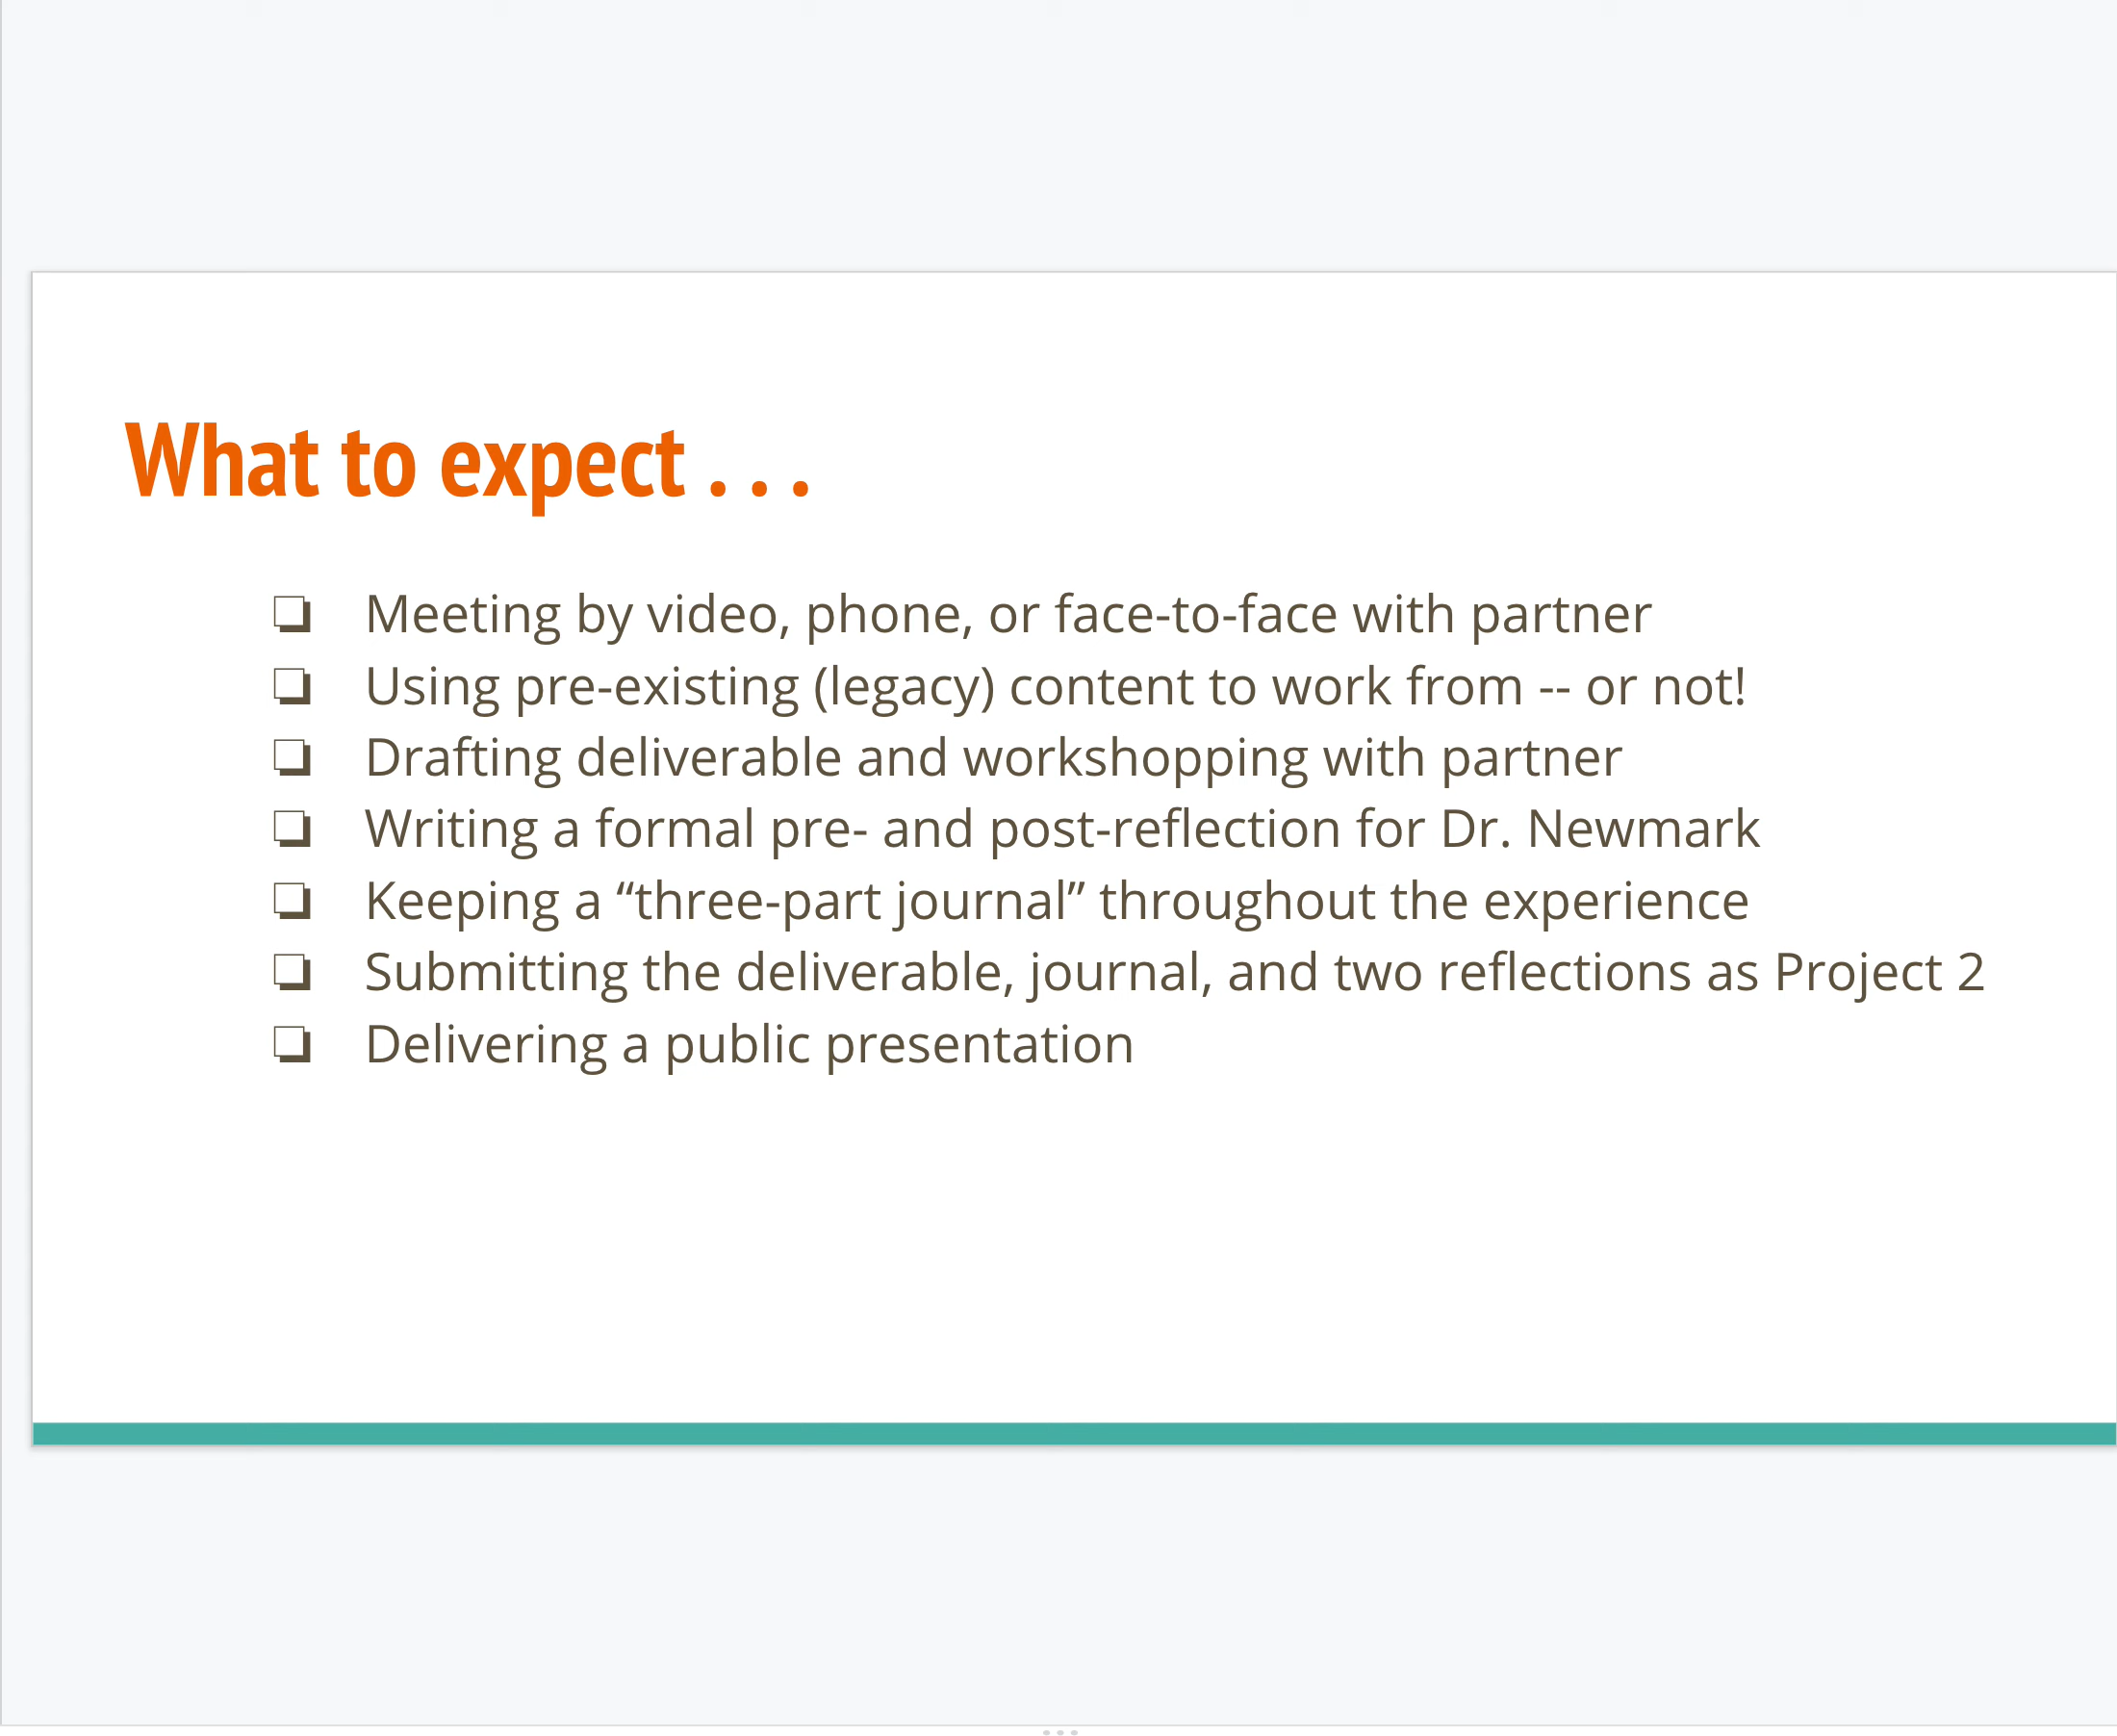 What to expect . . .
❏ Meeting by video, phone, or face-to-face with partner
❏ Using pre-existing (legacy) content to work from -- or not!
❏ Drafting deliverable and workshopping with partner
❏ Writing a formal pre- and post-reflection for Dr. Newmark
❏ Keeping a “three-part journal” throughout the experience
❏ Submitting the deliverable, journal, and two reflections as Project 2
❏ Delivering a public presentation